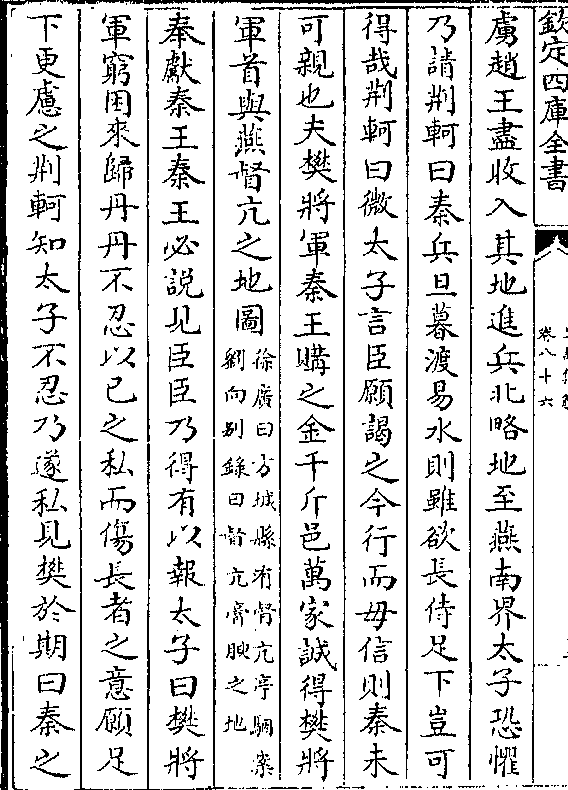 欽定四庫全書
卷八十六
虜趙王盡收入其地進兵北略地至燕南界太子恐懼
乃請荆軻曰秦兵旦暮渡易水則雖欲長侍足下豈可
得哉荆軻曰微太子言臣願謁之今行而毋信則秦未
可親也夫樊將軍秦王購之金千斤邑萬家誠得樊將
軍首與燕督亢之地圖
徐廣曰方城縣有督亢亭駰案
劉向别録曰督亢膏腴之地
奉獻秦王秦王必説見臣臣乃得有以報太子曰樊將
軍窮困來歸丹丹不忍以已之私而傷長者之意願足
下更慮之荆軻知太子不忍乃遂私見樊於期曰秦之